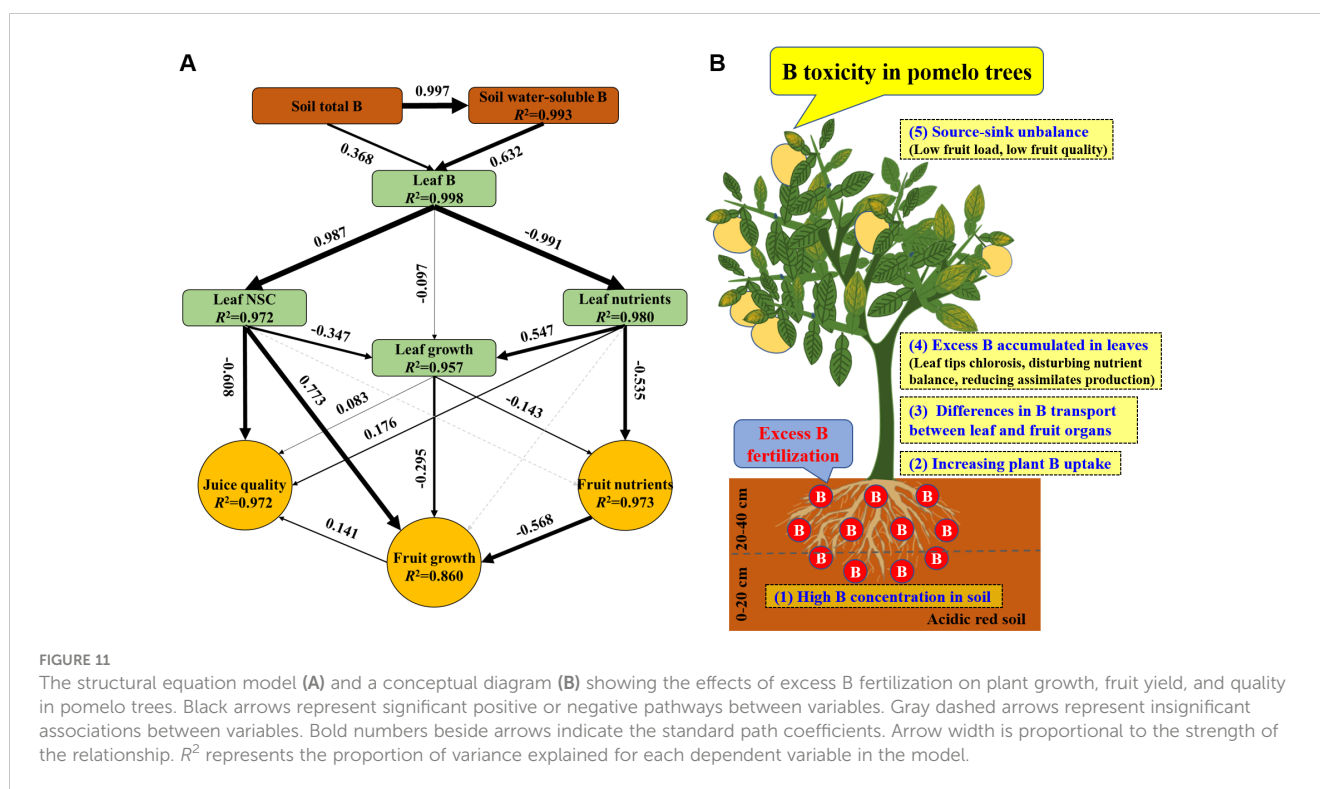 A
Soil total B
0.997
Soil water-soluble B
R²=0.993
0.368
0.632
Leaf B
R²=0.998
0.987
-0.097
-0.991
Leaf NSC
R²=0.972
Leaf nutrients
R²=0.980
-0.347
0.547
Leaf growth
R²=0.957
-0.608
0.773
0.083
0.176
-0.295
-0.143
-0.535
Juice quality
R²=0.972
Fruit nutrients
R²=0.973
0.141
-0.568
Fruit growth
R²=0.860
B
B toxicity in pomelo trees
(5) Source-sink unbalance
(Low fruit load, low fruit quality)
(4) Excess B accumulated in leaves
(Leaf tips chlorosis, disturbing nutrient
balance, reducing assimilates production)
(3) Differences in B transport
between leaf and fruit organs
(2) Increasing plant B uptake
Excess B
fertilization
20-40 cm
0-20 cm
B B B
B B B B
B B
B B
(1) High B concentration in soil
Acidic red soil
FIGURE 11
The structural equation model (A) and a conceptual diagram (B) showing the effects of excess B fertilization on plant growth, fruit yield, and quality
in pomelo trees. Black arrows represent significant positive or negative pathways between variables. Gray dashed arrows represent insignificant
associations between variables. Bold numbers beside arrows indicate the standard path coefficients. Arrow width is proportional to the strength of
the relationship. R² represents the proportion of variance explained for each dependent variable in the model.